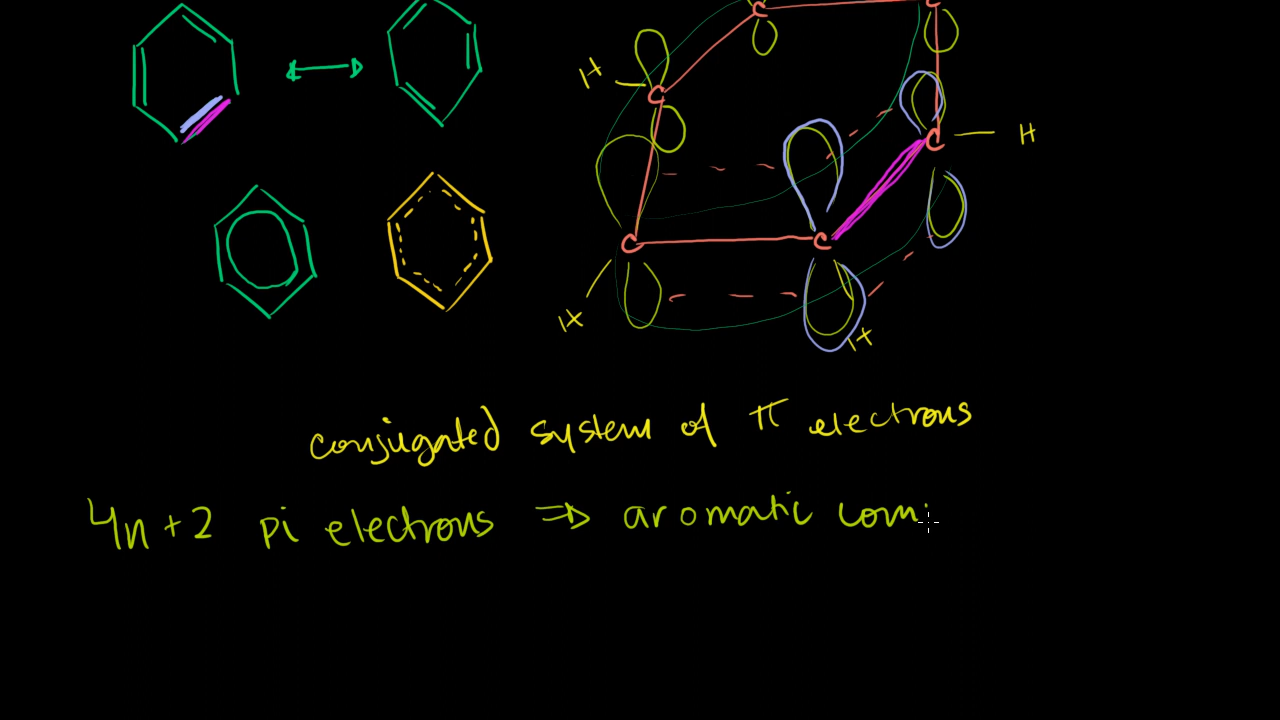 C C
H C
C H
C C
H H
conjugated system of π electrons
4n + 2 pi electrons ⇒ aromatic com